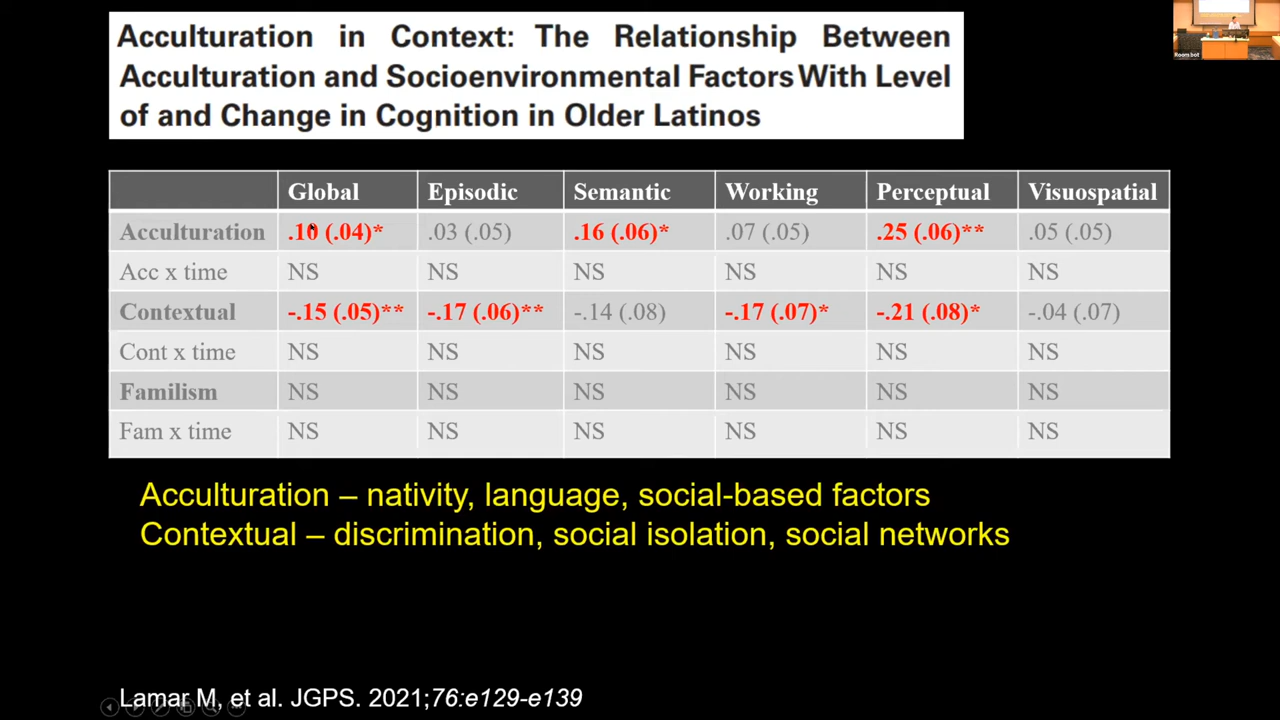 Acculturation in Context: The Relationship Between
Acculturation and Socioenvironmental Factors With Level
of and Change in Cognition in Older Latinos
Global Episodic Semantic Working Perceptual Visuospatial
Acculturation .10 (.04)* .03 (.05) .16 (.06)* .07 (.05) .25 (.06)** .05 (.05)
Acc x time NS NS NS NS NS NS
Contextual -.15 (.05)** -.17 (.06)** -.14 (.08) -.17 (.07)* -.21 (.08)* -.04 (.07)
Cont x time NS NS NS NS NS NS
Familism NS NS NS NS NS NS
Fam x time NS NS NS NS NS NS
Acculturation – nativity, language, social-based factors
Contextual – discrimination, social isolation, social networks
Lamar M, et al. JGPS. 2021;76:e129-e139
Room bot